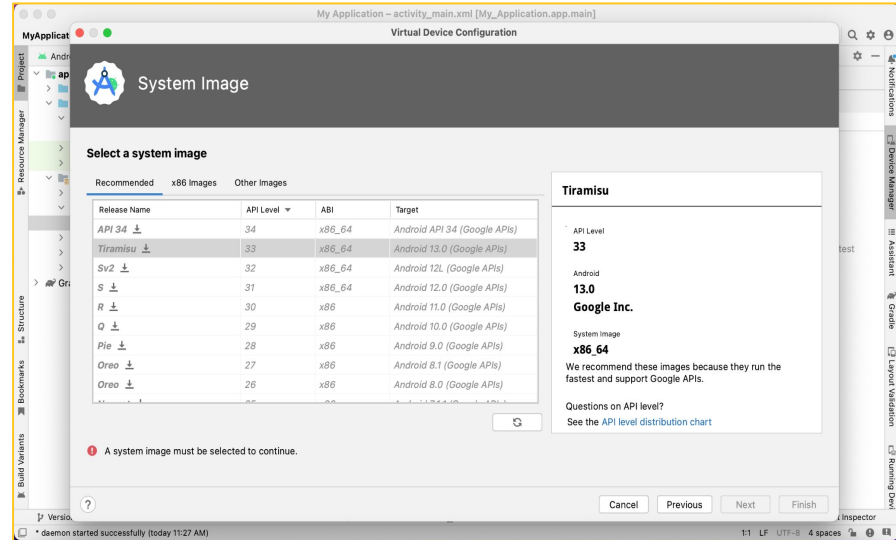 My Application – activity_main.xml [My_Application.app.main]
MyApplicat
Virtual Device Configuration
Andr
Project
ap
System Image
Notifications
Resource Manager
Select a system image
Device Manager
Recommended x86 Images Other Images
Tiramisu
Release Name API Level ABI Target
API 34 34 x86_64 Android API 34 (Google APIs)
Tiramisu 33 x86_64 Android 13.0 (Google APIs)
Sv2 32 x86_64 Android 12L (Google APIs)
S 31 x86_64 Android 12.0 (Google APIs)
R 30 x86 Android 11.0 (Google APIs)
Q 29 x86 Android 10.0 (Google APIs)
Pie 28 x86 Android 9.0 (Google APIs)
Oreo 27 x86 Android 8.1 (Google APIs)
Oreo 26 x86 Android 8.0 (Google APIs)
API Level
33
Android
13.0
Google Inc.
System Image
x86_64
We recommend these images because they run the
fastest and support Google APIs.
Questions on API level?
See the API level distribution chart
test
Assistant
Gra
Gradle
Structure
Layout Validation
Bookmarks
A system image must be selected to continue.
Build Variants
Running Devi
? Cancel Previous Next Finish
Versio
Inspector
* daemon started successfully (today 11:27 AM)
1:1 LF UTF-8 4 spaces